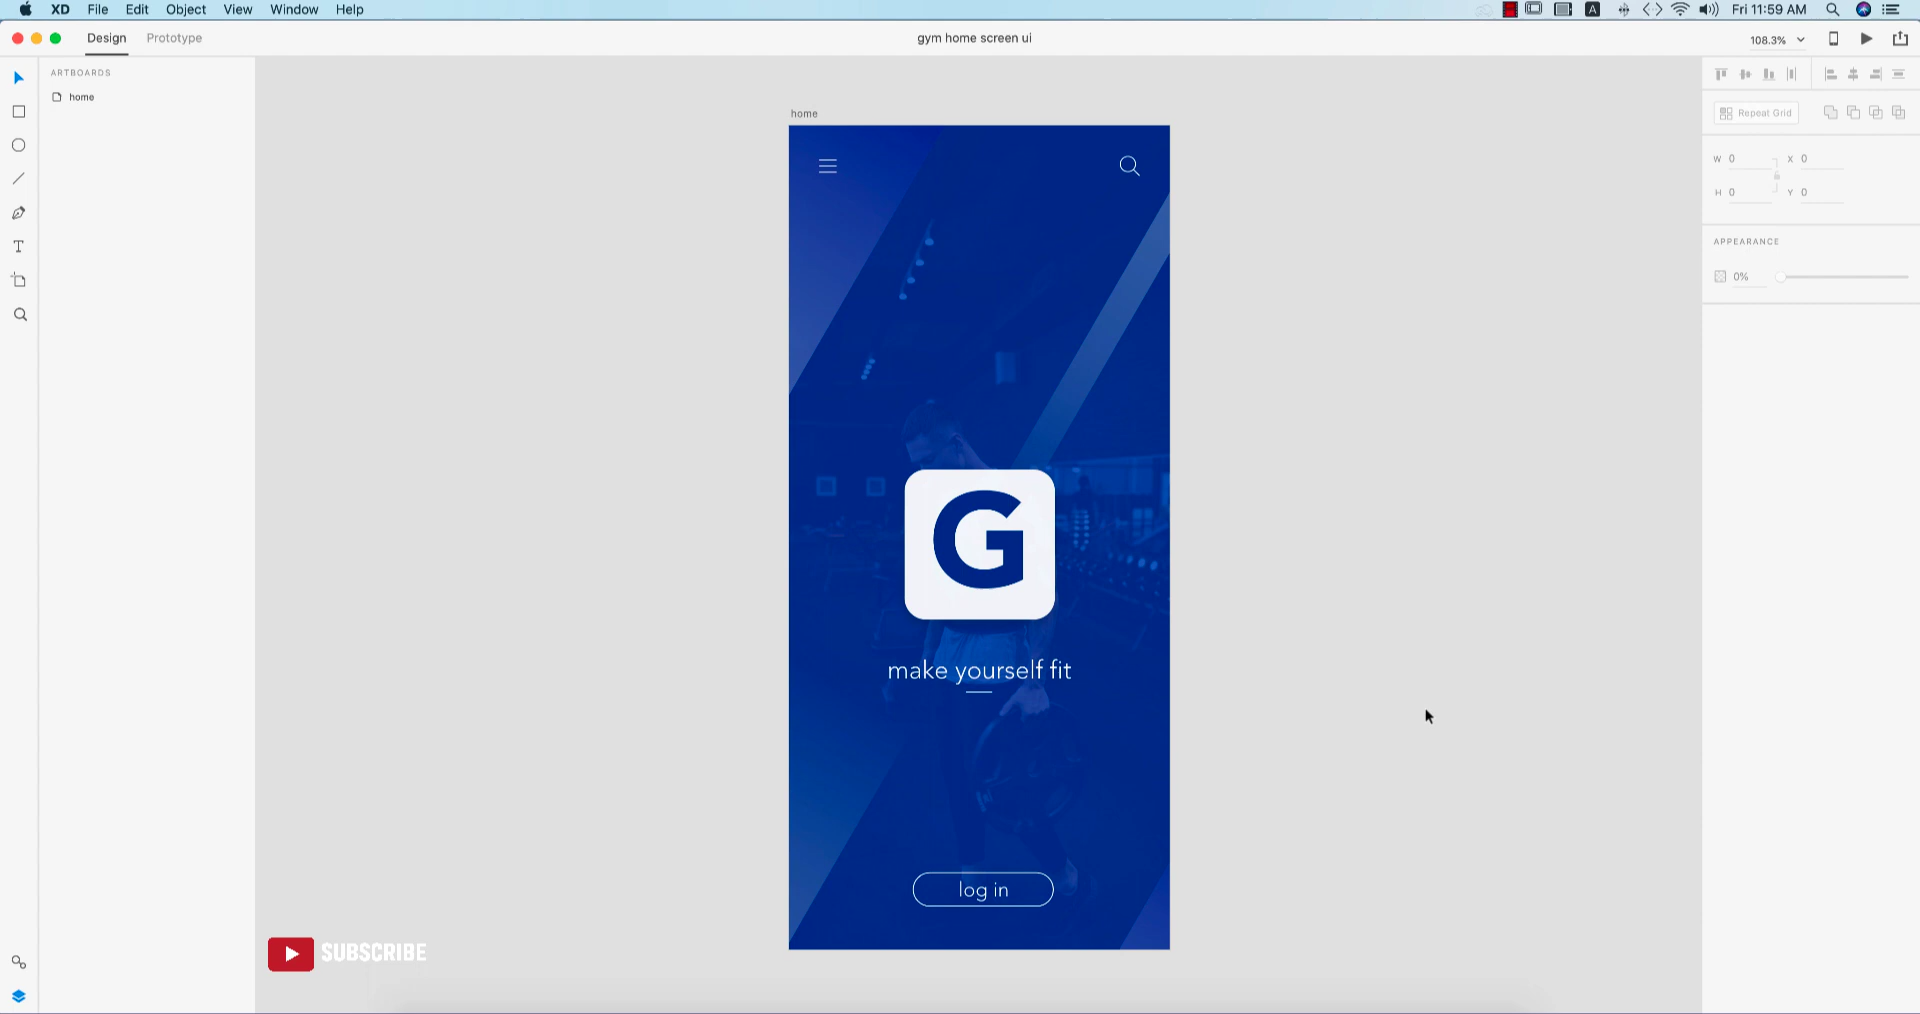 XD File Edit Object View Window Help
A Fri 11:59 AM
Design Prototype
gym home screen ui
108.3%
ARTBOARDS
home
home
Repeat Grid
W 0 X 0
H 0 Y 0
APPEARANCE
0%
T
G
make yourself fit
log in
SUBSCRIBE